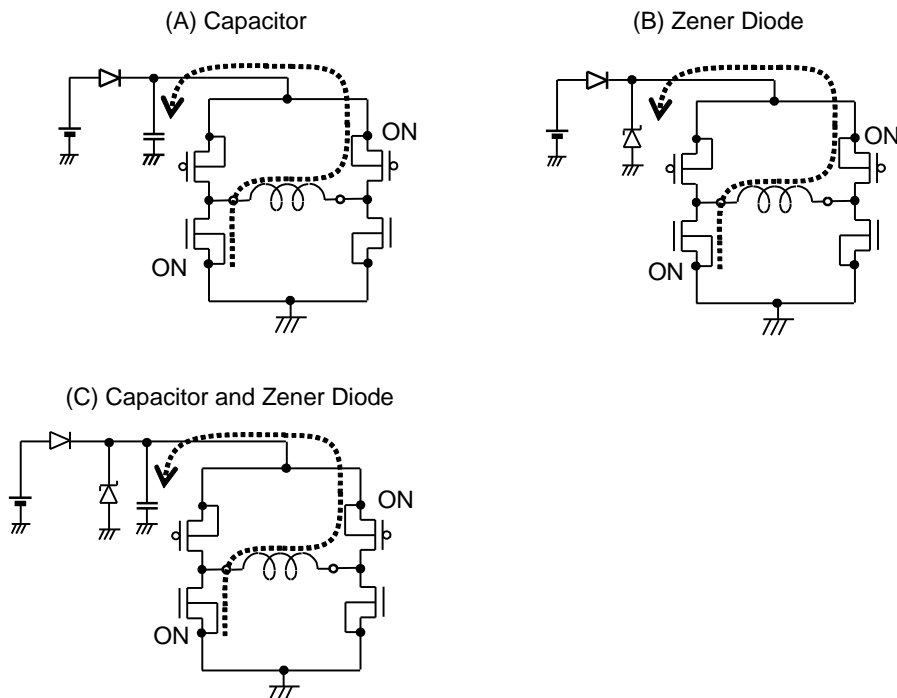 (A) Capacitor
(B) Zener Diode
ON
ON
ON
ON
(C) Capacitor and Zener Diode
ON
ON